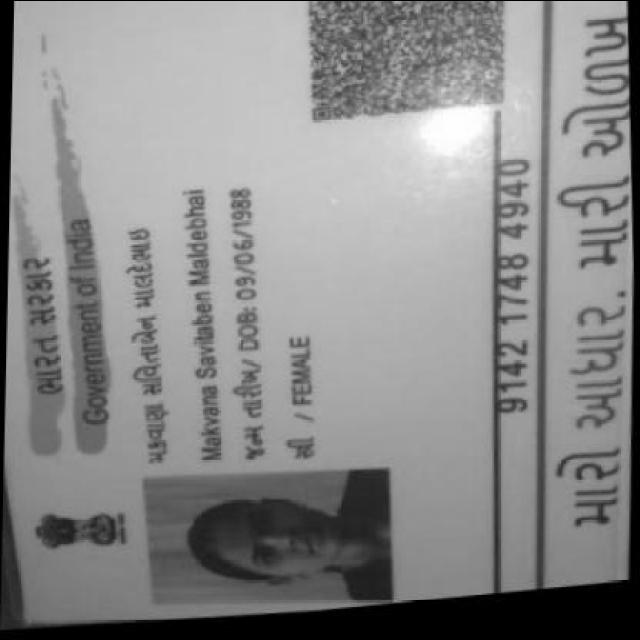 ભારત સરકાર
Government of India
મકવાણા સવિતાબેન માલદેભાઇ
Makvana Savitaben Maldebhai
જન્મ તારીખ/ DOB: 09/06/1988
સ્ત્રી / FEMALE
9142 1748 4940
મારો આધાર, મારી ઓળખ